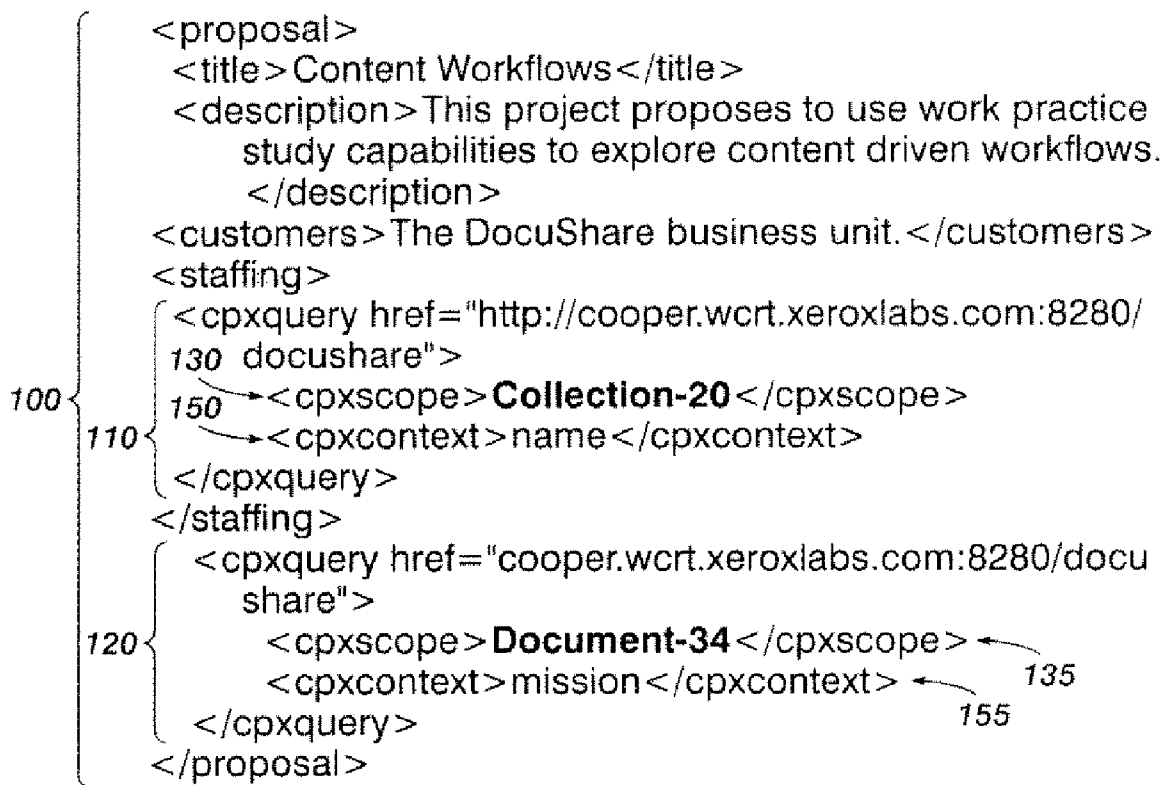 <proposal>
<title>Content Workflows</title>
<description>This project proposes to use work practice
study capabilities to explore content driven workflows.
</description>
<customers>The DocuShare business unit.</customers>
<staffing>
<cpxquery href="http://cooper.wcrt.xeroxlabs.com:8280/
130 docushare">
100 150 <cpxscope>Collection-20</cpxscope>
110 <cpxcontext>name</cpxcontext>
</cpxquery>
</staffing>
<cpxquery href="cooper.wcrt.xeroxlabs.com:8280/docu
share">
120 <cpxscope>Document-34</cpxscope>
<cpxcontext>mission</cpxcontext> 135
</cpxquery> 155
</proposal>